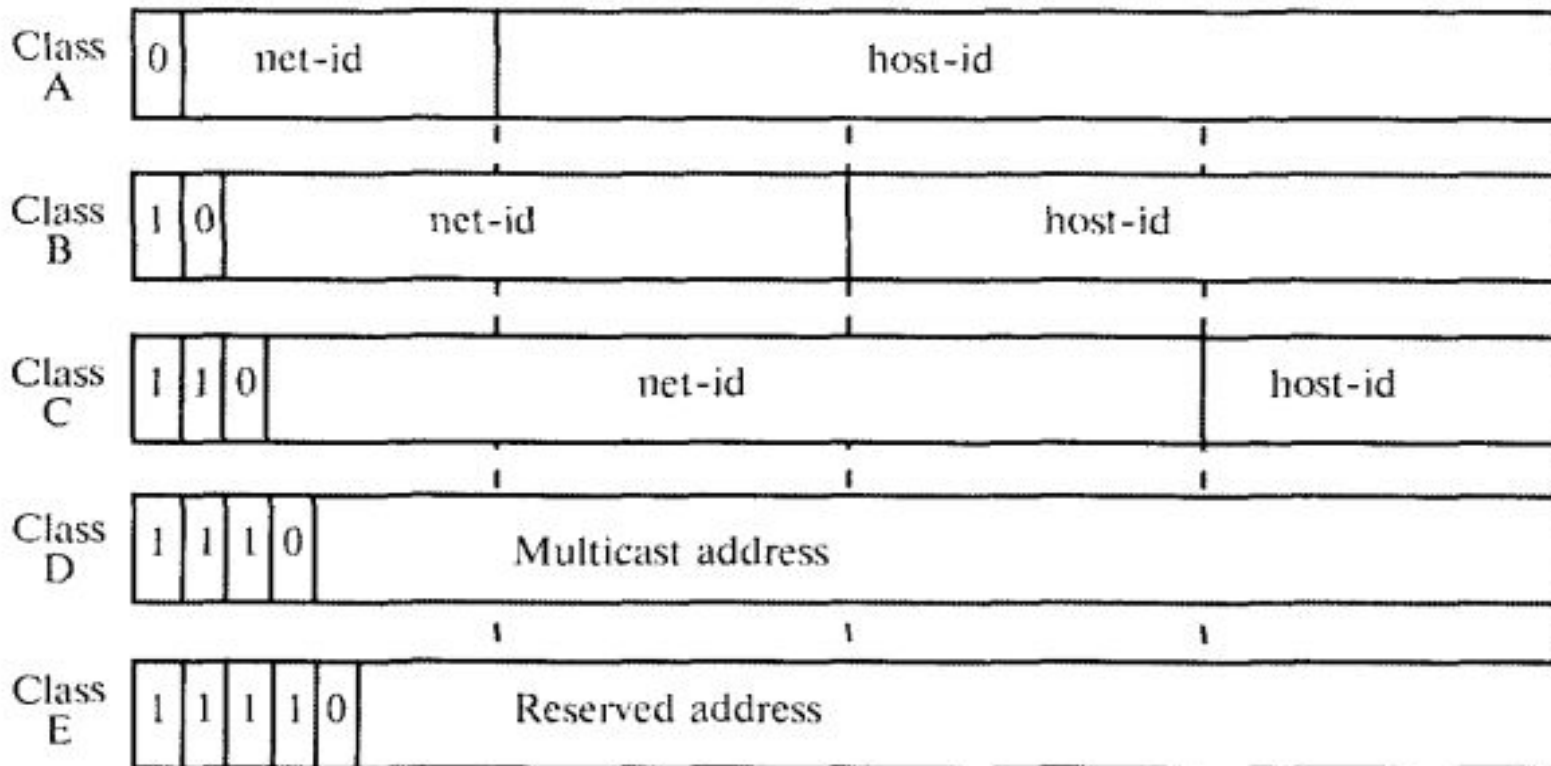 Class A 0 net-id host-id
Class B 1 0 net-id host-id
Class C 1 1 0 net-id host-id
Class D 1 1 1 0 Multicast address
Class E 1 1 1 1 0 Reserved address